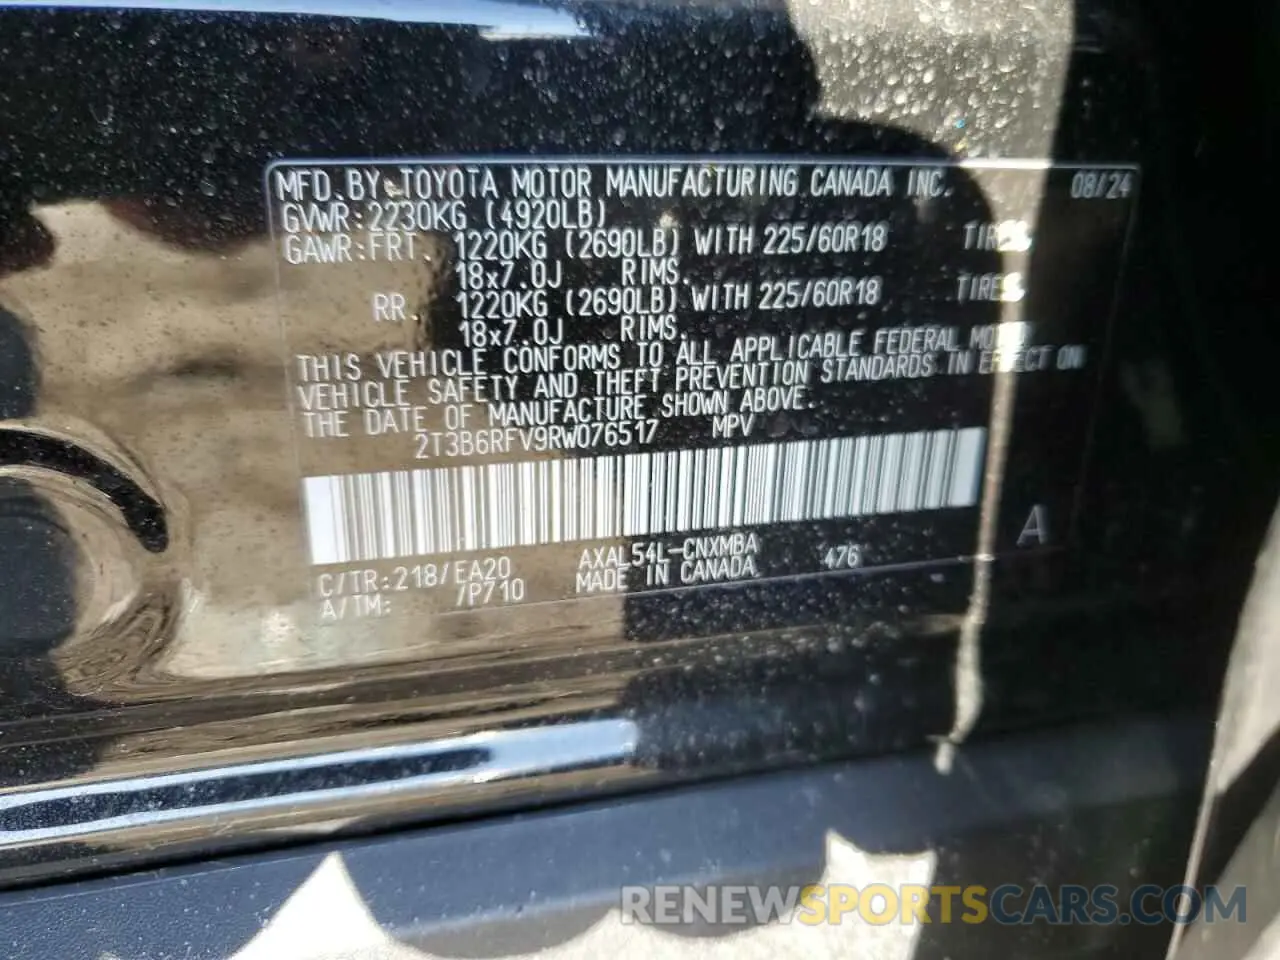 MFD.BY TOYOTA MOTOR MANUFACTURING CANADA INC. 08/24
GVWR:2230KG (4920LB)
GAWR:FRT. 1220KG (2690LB) WITH 225/60R18 TIRES,
18x7.0J RIMS.
RR. 1220KG (2690LB) WITH 225/60R18 TIRES
18x7.0J RIMS.
THIS VEHICLE CONFORMS TO ALL APPLICABLE FEDERAL MOTOR
VEHICLE SAFETY AND THEFT PREVENTION STANDARDS IN EFFECT ON
THE DATE OF MANUFACTURE SHOWN ABOVE.
2T3B6RFV9RW076517 MPV
A
C/TR:218/EA20 AXAL54L-CNXMBA 476
A/TM: /P710 MADE IN CANADA
RENEWSPORTSCARS.COM